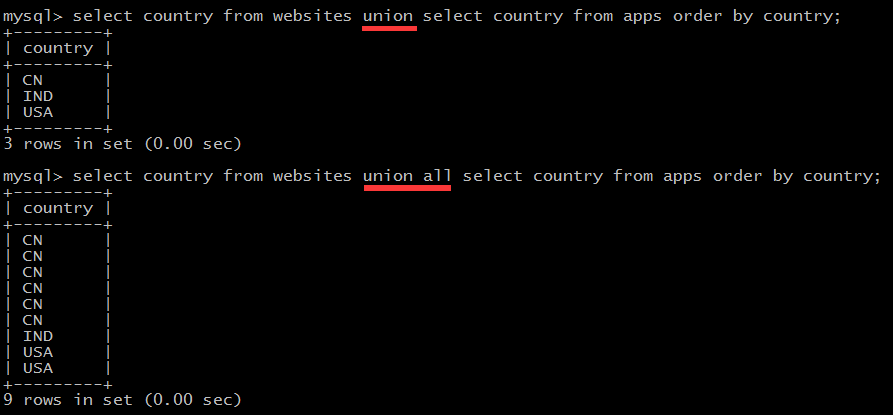 mysql> select country from websites union select country from apps order by country;
+---------+
| country |
+---------+
| CN      |
| IND     |
| USA     |
+---------+
3 rows in set (0.00 sec)
mysql> select country from websites union all select country from apps order by country;
+---------+
| country |
+---------+
| CN      |
| CN      |
| CN      |
| CN      |
| CN      |
| CN      |
| IND     |
| USA     |
| USA     |
+---------+
9 rows in set (0.00 sec)